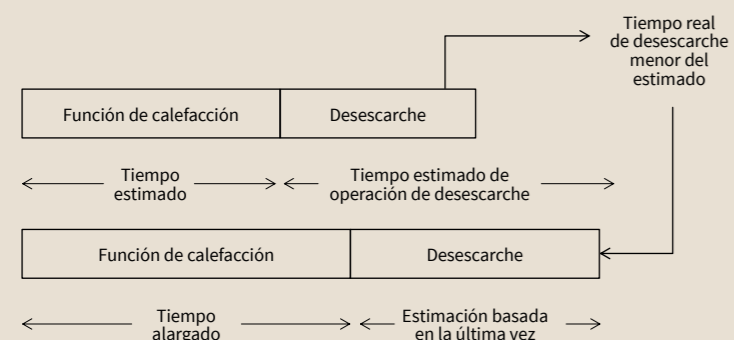 Tiempo real
de desescarche
menor del
estimado
Función de calefacción
Desescarche
Tiempo
estimado
Tiempo estimado de
operación de desescarche
Función de calefacción
Desescarche
Tiempo
alargado
Estimación basada
en la última vez